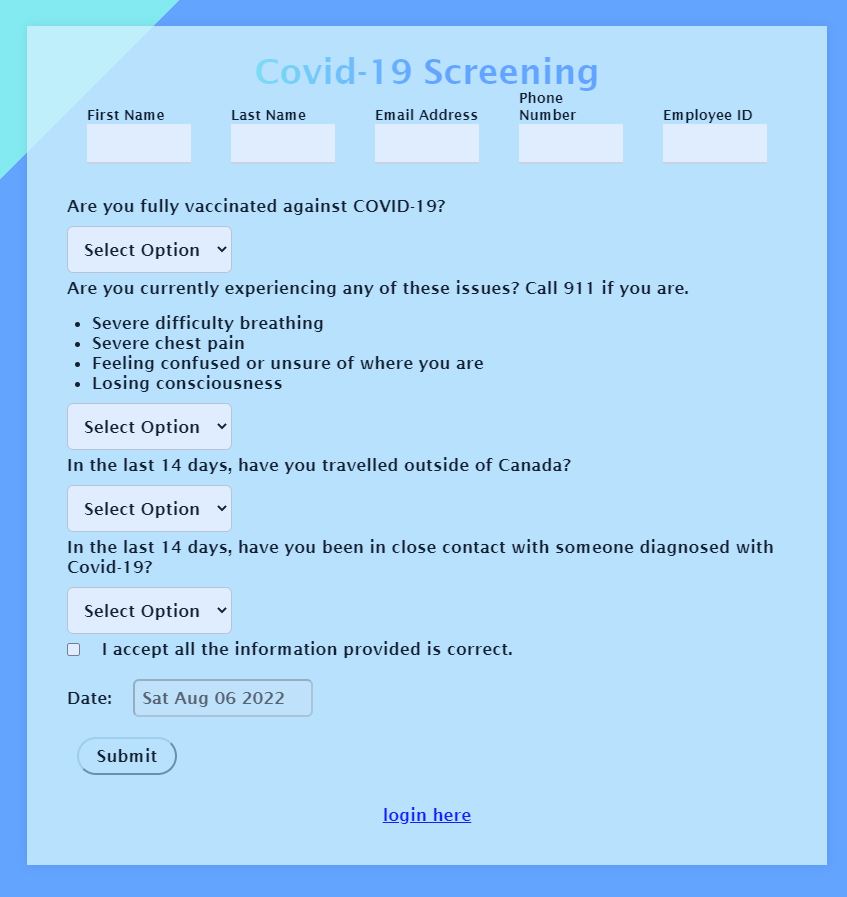 Covid-19 Screening
First Name
Last Name
Email Address
Phone
Number
Employee ID
Are you fully vaccinated against COVID-19?
Select Option
Are you currently experiencing any of these issues? Call 911 if you are.
• Severe difficulty breathing
• Severe chest pain
• Feeling confused or unsure of where you are
• Losing consciousness
Select Option
In the last 14 days, have you travelled outside of Canada?
Select Option
In the last 14 days, have you been in close contact with someone diagnosed with
Covid-19?
Select Option
I accept all the information provided is correct.
Date: Sat Aug 06 2022
Submit
login here